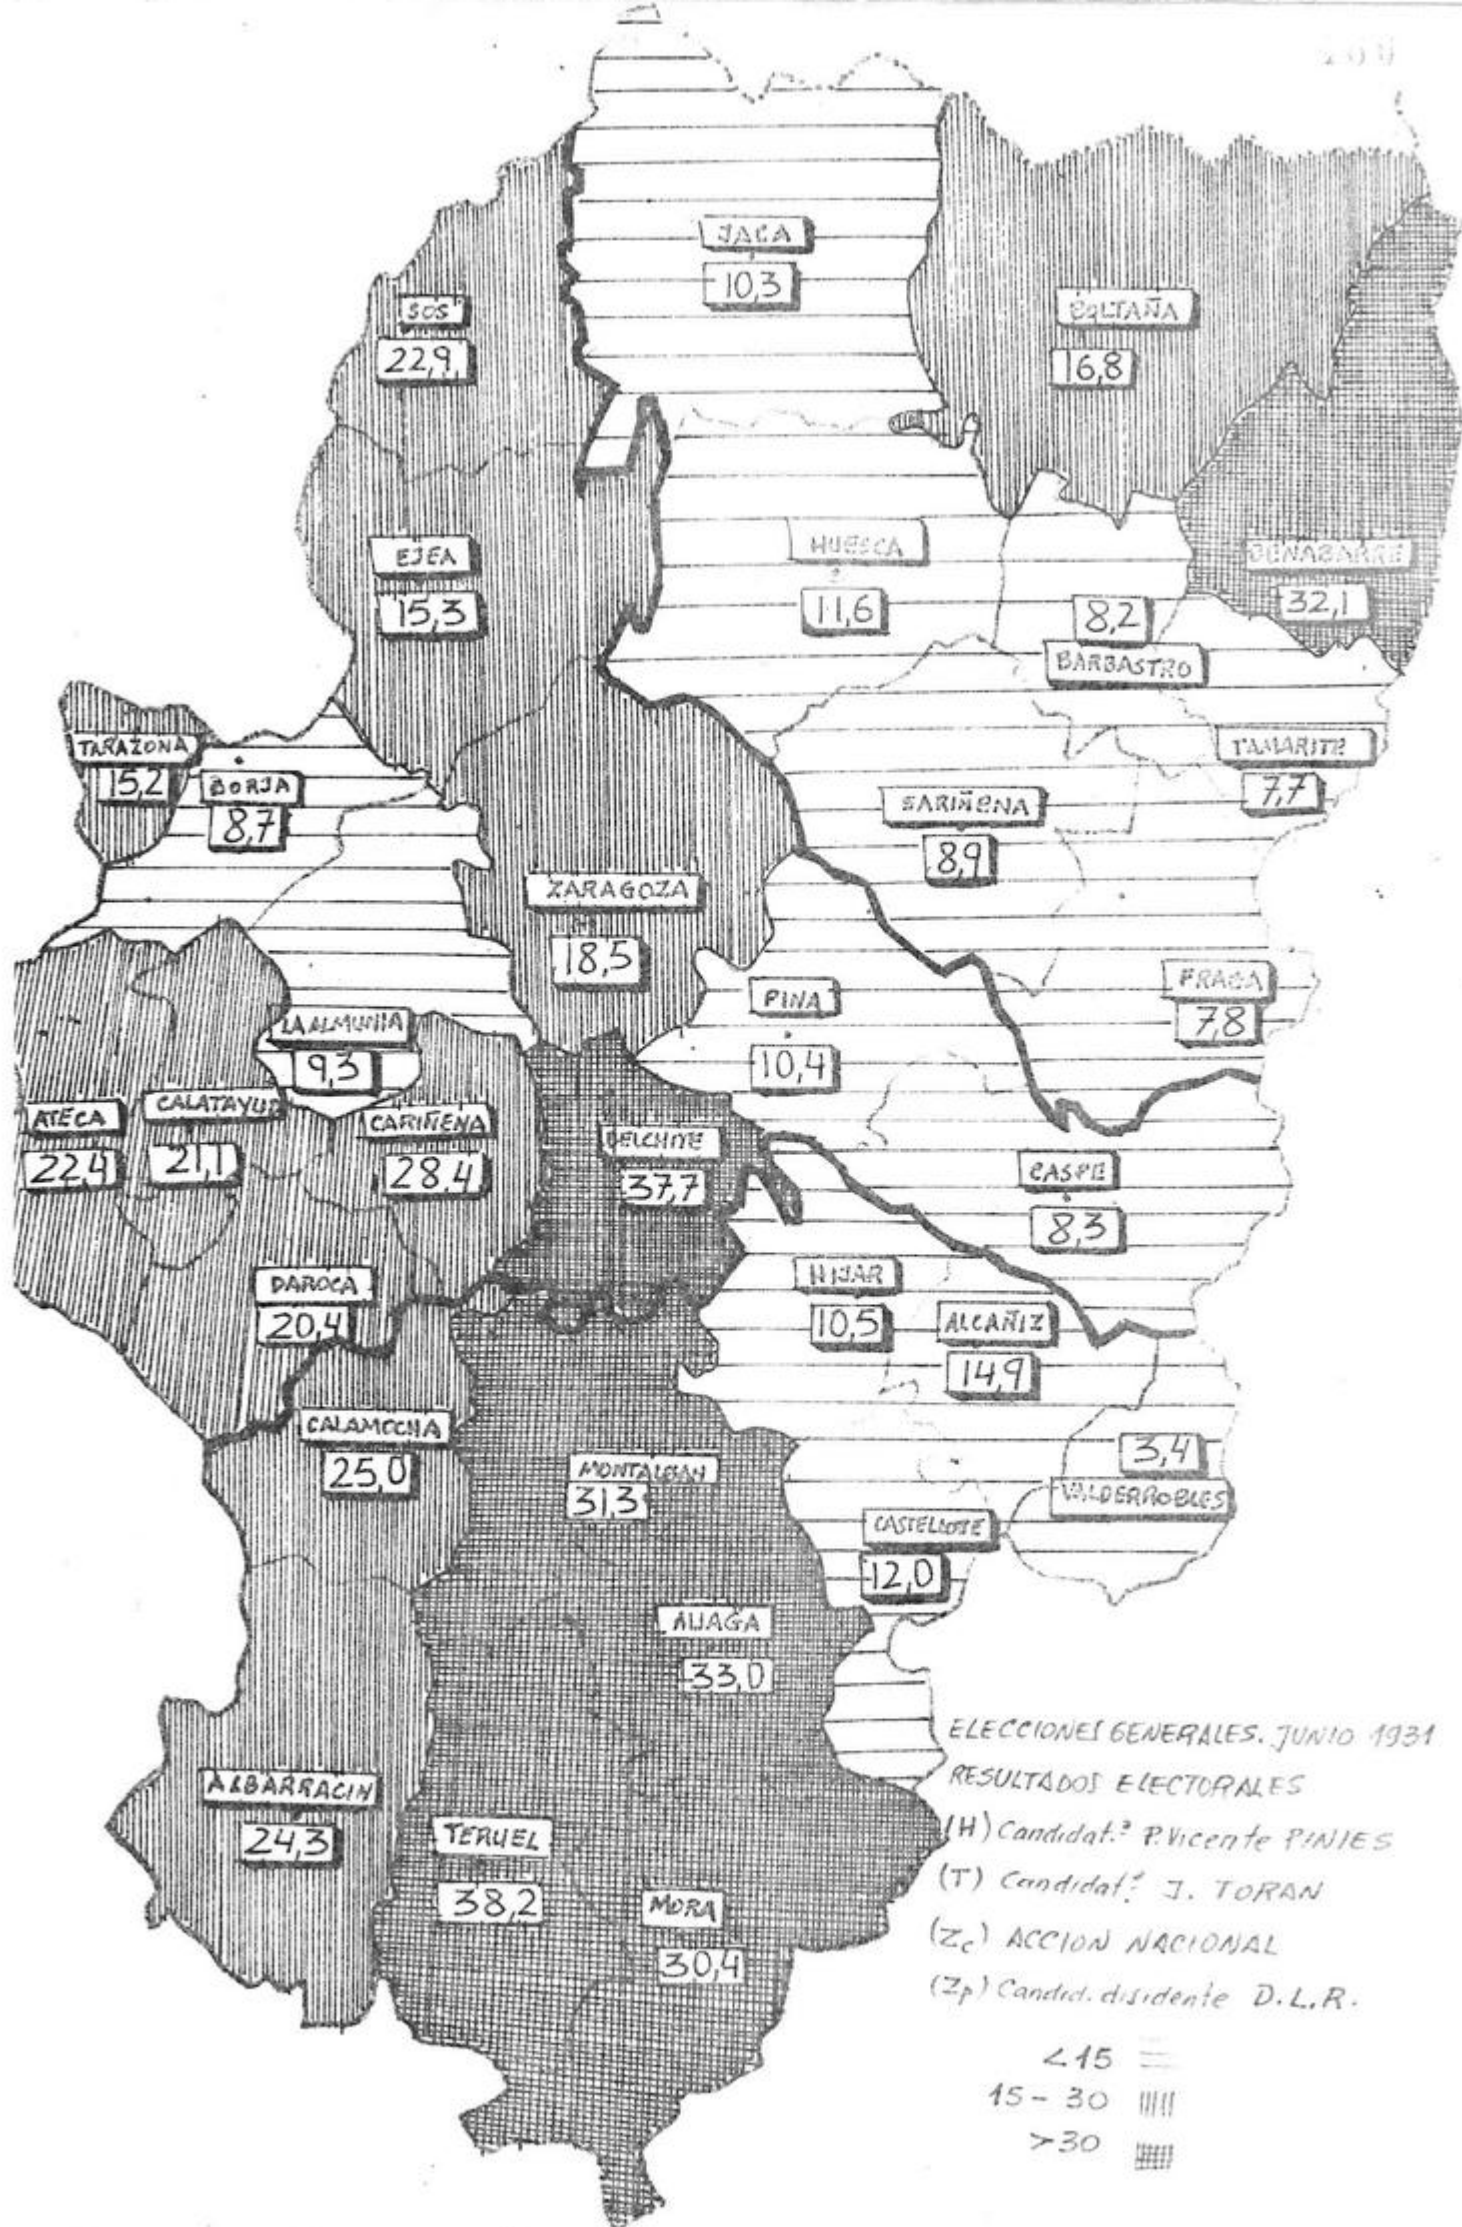 JACA
10,3
SOS
22,9
BOLTAÑA
16,8
EJEA
15,3
HUESCA
11,6
BENABARRE
32,1
8,2
BARBASTRO
TARAZONA
15,2
BORJA
8,7
TAMARITE
7,7
SARIÑENA
8,9
ZARAGOZA
18,5
PINA
10,4
FRAGA
7,8
LA ALMUNIA
9,3
ATECA
22,4
CALATAYUD
21,1
CARIÑENA
28.4
BELCHITE
37,7
CASPE
8,3
DAROCA
20,4
HIJAR
10,5
ALCAÑIZ
14,9
CALAMOCHA
25,0
MONTALBAN
31,3
3,4
VALDERROBLES
CASTELLOTE
12,0
ALIAGA
33,0
ALBARRACIN
24,3
TERUEL
38,2
MORA
30,4
ELECCIONES GENERALES. JUNIO 1931
RESULTADOS ELECTORALES
(H) Candidat.ª P. Vicente PINIES
(T) Candidat.ª J. TORAN
(Zc) ACCION NACIONAL
(Zp) Candid. disidente D.L.R.
<15
15-30
>30